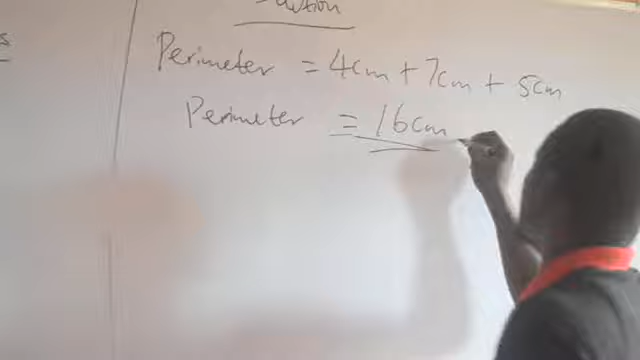 Perimeter = 4cm + 7cm + 5cm
Perimeter = 16cm